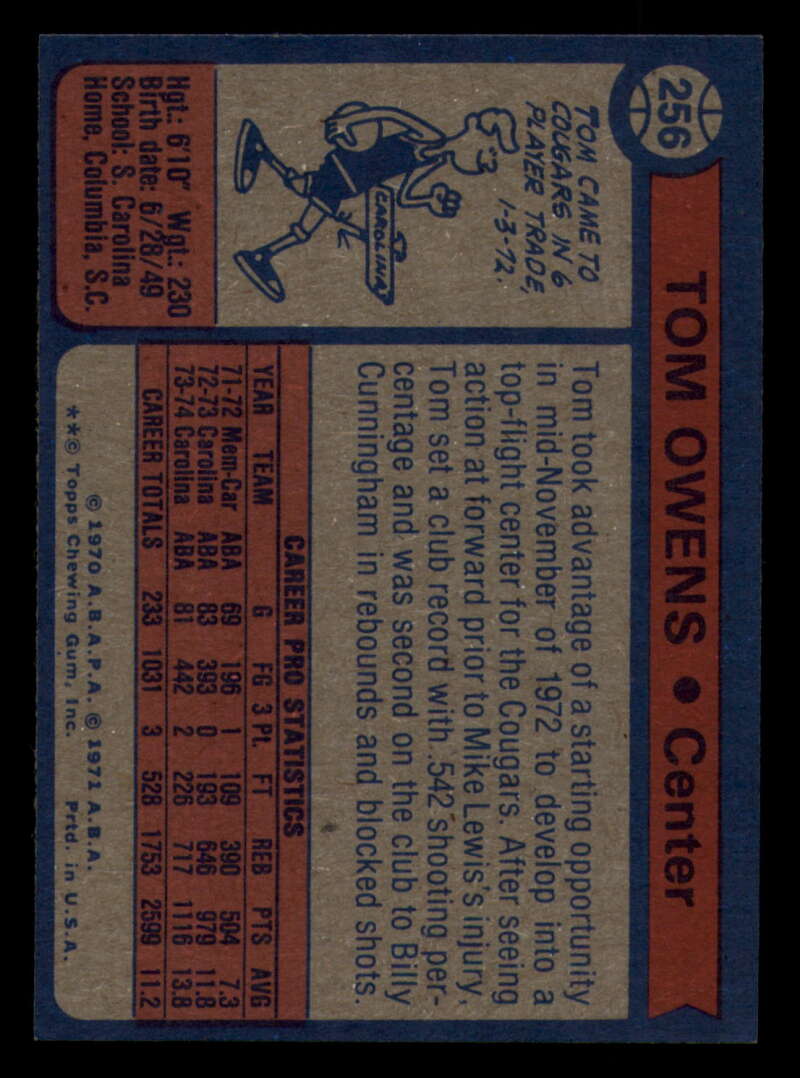 256
TOM OWENS • Center
TOM CAME TO
COUGARS IN 6
PLAYER TRADE,
1-3-72.
CAROLINA
Hgt.: 6'10" Wgt.: 230
Birth date: 6/28/49
School: S. Carolina
Home, Columbia, S.C.
Tom took advantage of a starting opportunity
in mid-November of 1972 to develop into a
top-flight center for the Cougars. After seeing
action at forward prior to Mike Lewis's injury,
Tom set a club record with .542 shooting per-
centage and was second on the club to Billy
Cunningham in rebounds and blocked shots.
CAREER PRO STATISTICS
YEAR TEAM G FG 3 Pt. FT REB PTS AVG
71-72 Mem-Car ABA 69 196 1 109 390 504 7.3
72-73 Carolina ABA 83 393 0 193 646 979 11.8
73-74 Carolina ABA 81 442 2 226 717 1116 13.8
CAREER TOTALS 233 1031 3 528 1753 2599 11.2
© 1970 A.B.A.P.A. © 1971 A.B.A.
**© Topps Chewing Gum, Inc. Prtd. in U.S.A.